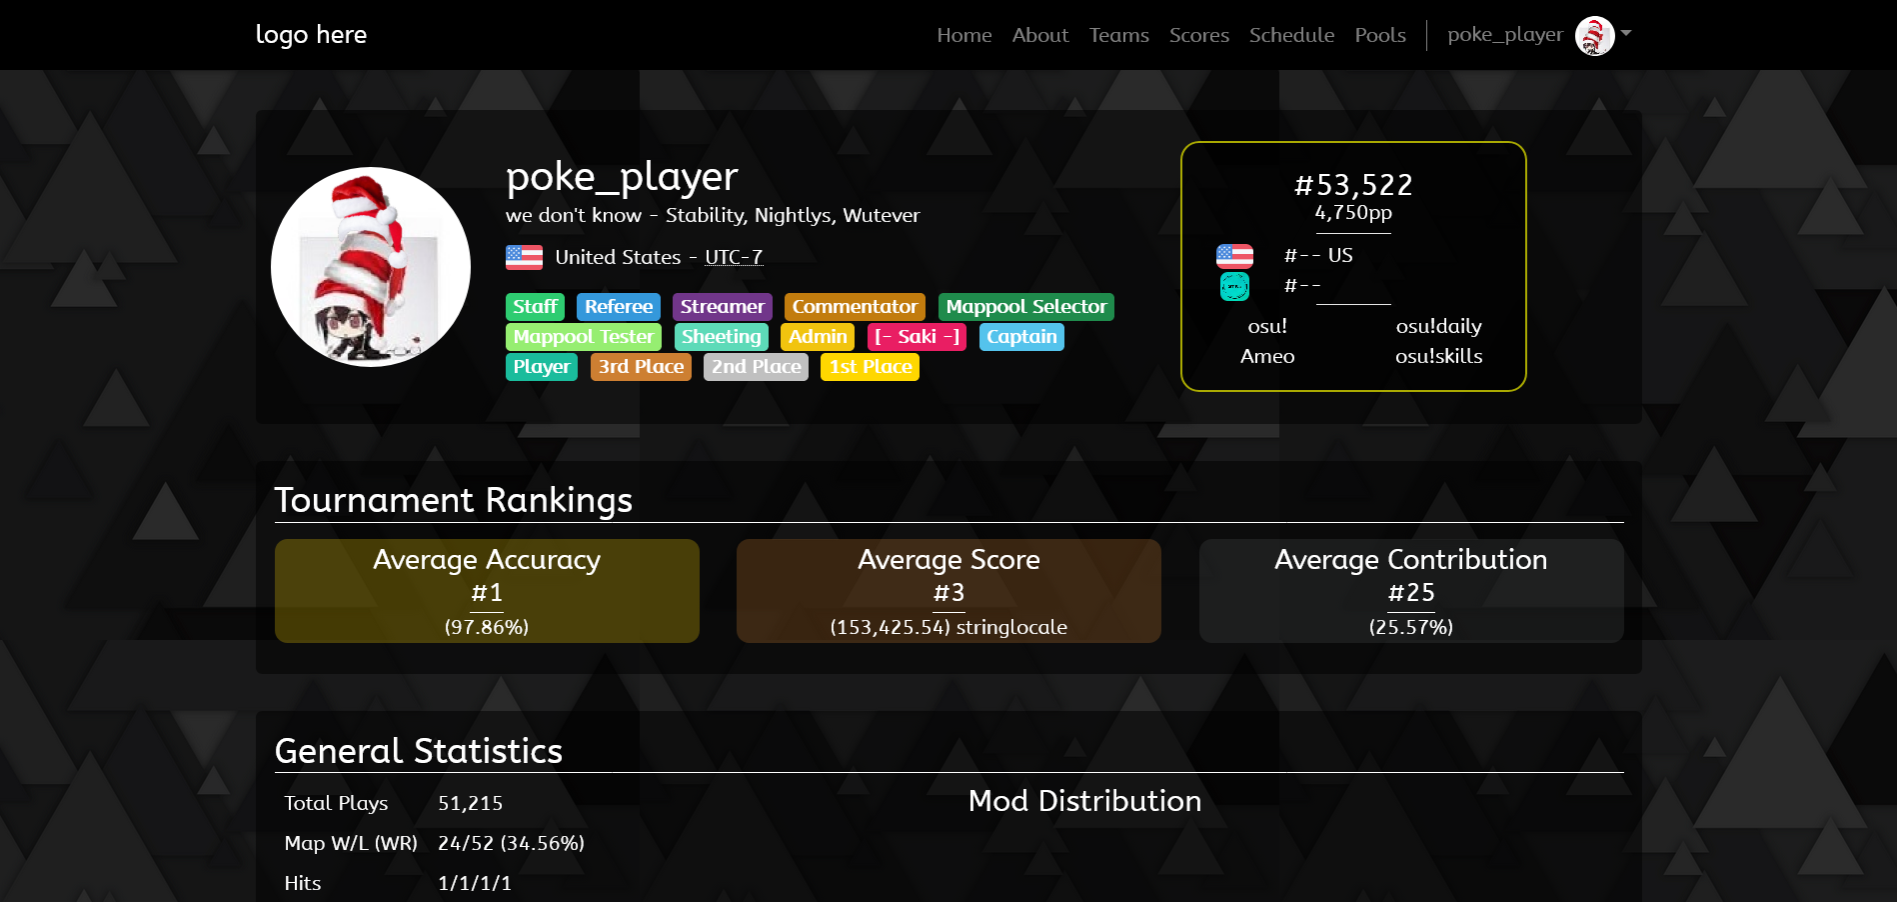 logo here
Home About Teams Scores Schedule Pools poke_player
poke_player
we don't know - Stability, Nightlys, Wutever
United States - UTC-7
Staff Referee Streamer Commentator Mappool Selector
Mappool Tester Sheeting Admin [- Saki -] Captain
Player 3rd Place 2nd Place 1st Place
#53,522
4,750pp
#-- US
#--
osu! osu!daily
Ameo osu!skills
Tournament Rankings
Average Accuracy
#1
(97.86%)
Average Score
#3
(153,425.54) stringlocale
Average Contribution
#25
(25.57%)
General Statistics
Total Plays 51,215
Map W/L (WR) 24/52 (34.56%)
Hits 1/1/1/1
Mod Distribution